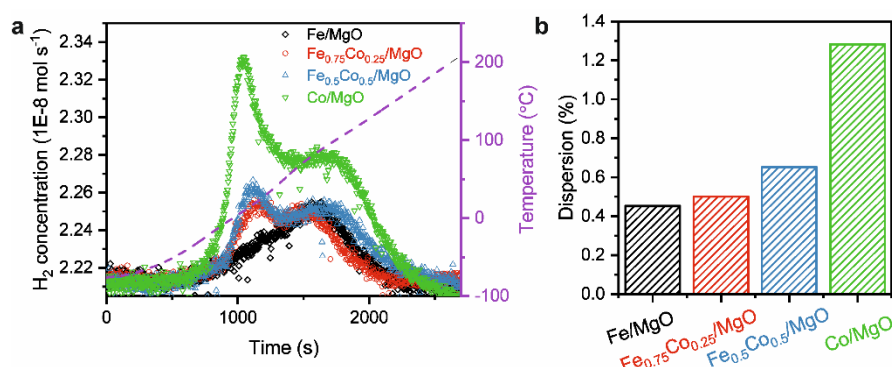 a
H₂ concentration (1E-8 mol s⁻¹)
2.34
2.32
2.30
2.28
2.26
2.24
2.22
Fe/MgO
Fe₀.₇₅Co₀.₂₅/MgO
Fe₀.₅Co₀.₅/MgO
Co/MgO
200
100
0
-100
Temperature (°C)
0
1000
2000
Time (s)
b
Dispersion (%)
1.4
1.2
1.0
0.8
0.6
0.4
0.2
0.0
Fe/MgO
Fe₀.₇₅Co₀.₂₅/MgO
Fe₀.₅Co₀.₅/MgO
Co/MgO